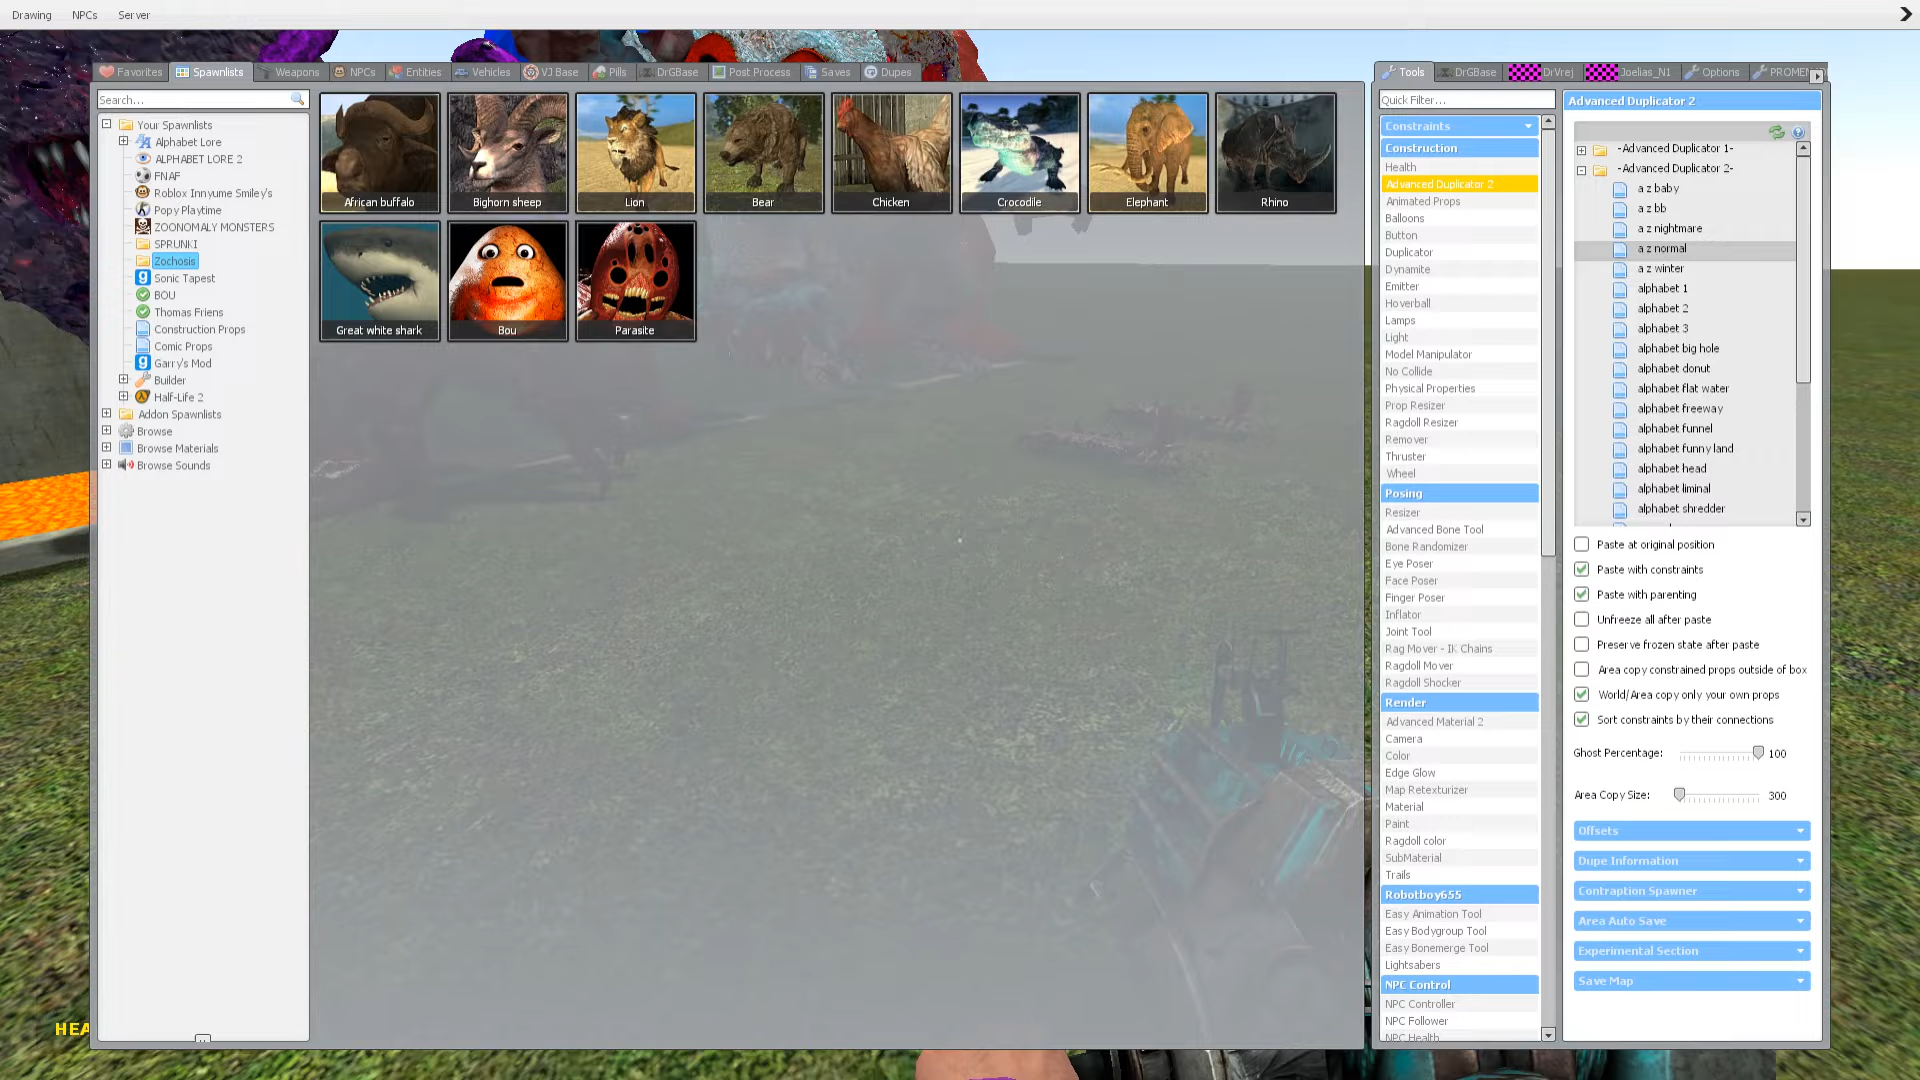 Drawing NPCs Server
Favorites Spawnlists Weapons NPCs Entities Vehicles VJ Base Pills DrGBase Post Process Saves Dupes
Search...
Your Spawnlists
Alphabet Lore
ALPHABET LORE 2
FNAF
Roblox Innyume Smiley's
Popy Playtime
ZOONOMALY MONSTERS
SPRUNKI
Zochosis
Sonic Tapest
BOU
Thomas Friens
Construction Props
Comic Props
Garry's Mod
Builder
Half-Life 2
Addon Spawnlists
Browse
Browse Materials
Browse Sounds
African buffalo Bighorn sheep Lion Bear Chicken Crocodile Elephant Rhino
Great white shark Bou Parasite
HEA
Tools DrGBase DrVrej Joelias_N1 Options
Quick Filter...
Constraints
Construction
Health
Advanced Duplicator 2
Animated Props
Balloons
Button
Duplicator
Dynamite
Emitter
Hoverball
Lamps
Light
Model Manipulator
No Collide
Physical Properties
Prop Resizer
Ragdoll Resizer
Remover
Thruster
Wheel
Posing
Resizer
Advanced Bone Tool
Bone Randomizer
Eye Poser
Face Poser
Finger Poser
Inflator
Joint Tool
Rag Mover - IK Chains
Ragdoll Mover
Ragdoll Shocker
Render
Advanced Material 2
Camera
Color
Edge Glow
Map Retexturizer
Material
Paint
Ragdoll color
SubMaterial
Trails
Robotboy655
Easy Animation Tool
Easy Bodygroup Tool
Easy Bonemerge Tool
Lightsabers
NPC Control
NPC Controller
NPC Follower
NPC Health
Advanced Duplicator 2
-Advanced Duplicator 1-
-Advanced Duplicator 2-
a z baby
a z bb
a z nightmare
a z normal
a z winter
alphabet 1
alphabet 2
alphabet 3
alphabet big hole
alphabet donut
alphabet flat water
alphabet freeway
alphabet funnel
alphabet funny land
alphabet head
alphabet liminal
alphabet shredder
Paste at original position
Paste with constraints
Paste with parenting
Unfreeze all after paste
Preserve frozen state after paste
Area copy constrained props outside of box
World/Area copy only your own props
Sort constraints by their connections
Ghost Percentage: 100
Area Copy Size: 300
Offsets
Dupe Information
Contraption Spawner
Area Auto Save
Experimental Section
Save Map